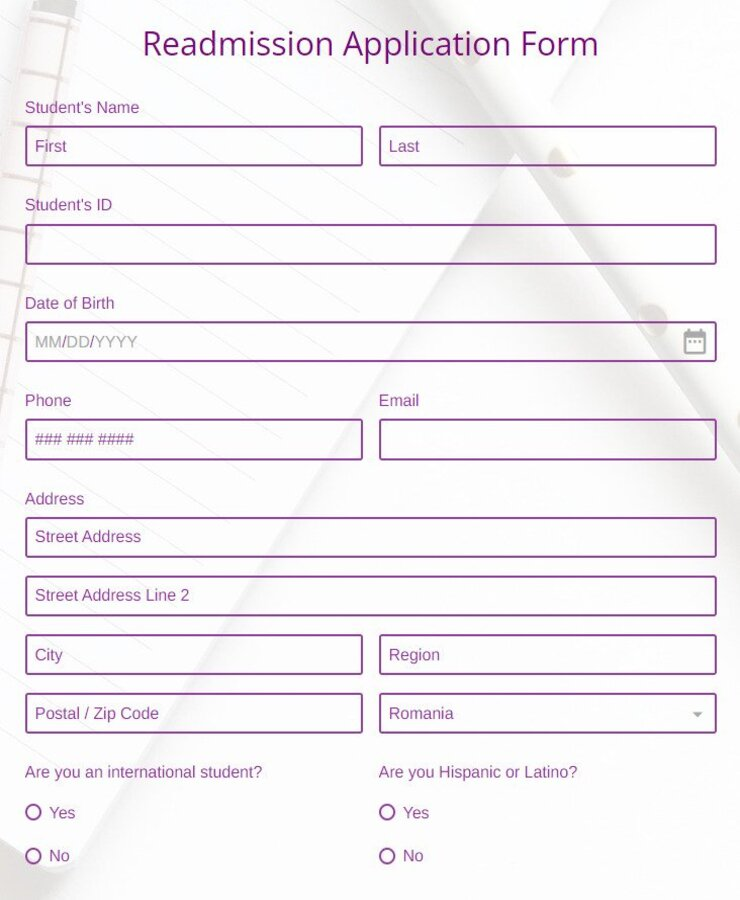 Readmission Application Form
Student's Name
First Last
Student's ID
Date of Birth
MM/DD/YYYY
Phone Email
### ### ####
Address
Street Address
Street Address Line 2
City Region
Postal / Zip Code Romania
Are you an international student? Are you Hispanic or Latino?
Yes Yes
No No